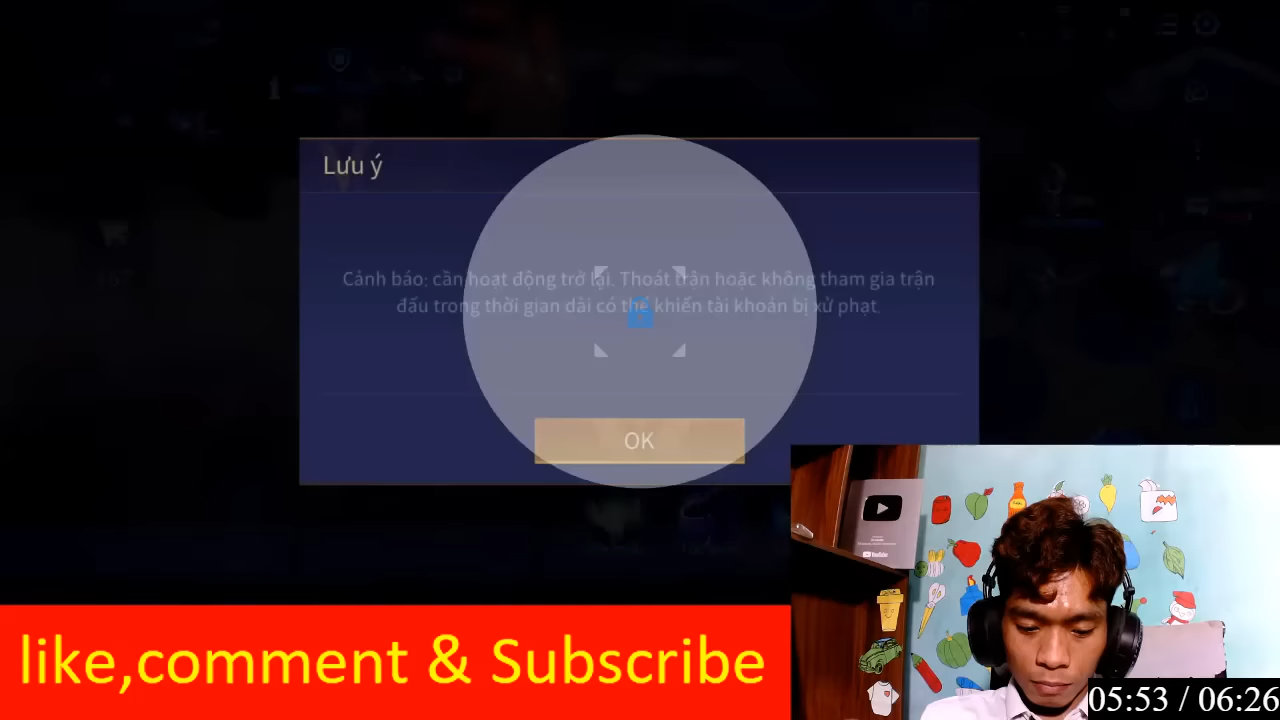 Lưu ý
Cảnh báo: cần hoạt động trở lại. Thoát trận hoặc không tham gia trận
đấu trong thời gian dài có thể khiến tài khoản bị xử phạt.
OK
like,comment & Subscribe
YouTube
05:53 / 06:26